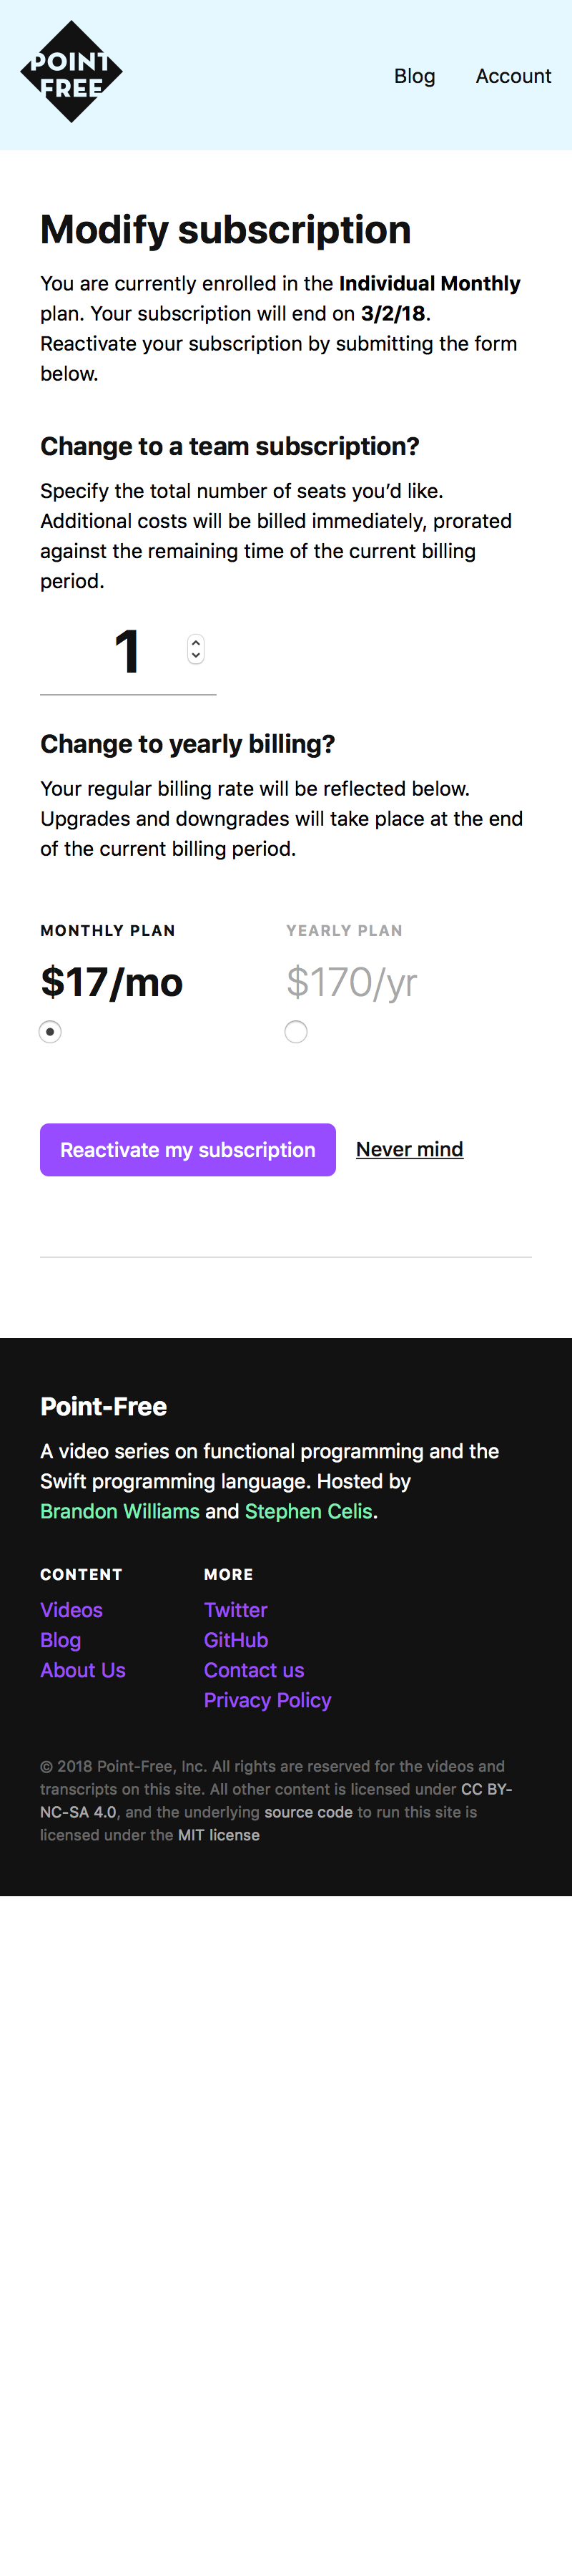 POINT
FREE
Blog
Account
Modify subscription
You are currently enrolled in the Individual Monthly
plan. Your subscription will end on 3/2/18.
Reactivate your subscription by submitting the form
below.
Change to a team subscription?
Specify the total number of seats you’d like.
Additional costs will be billed immediately, prorated
against the remaining time of the current billing
period.
1
Change to yearly billing?
Your regular billing rate will be reflected below.
Upgrades and downgrades will take place at the end
of the current billing period.
MONTHLY PLAN
$17/mo
YEARLY PLAN
$170/yr
Reactivate my subscription
Never mind
Point-Free
A video series on functional programming and the
Swift programming language. Hosted by
Brandon Williams and Stephen Celis.
CONTENT
Videos
Blog
About Us
MORE
Twitter
GitHub
Contact us
Privacy Policy
© 2018 Point-Free, Inc. All rights are reserved for the videos and
transcripts on this site. All other content is licensed under CC BY-
NC-SA 4.0, and the underlying source code to run this site is
licensed under the MIT license